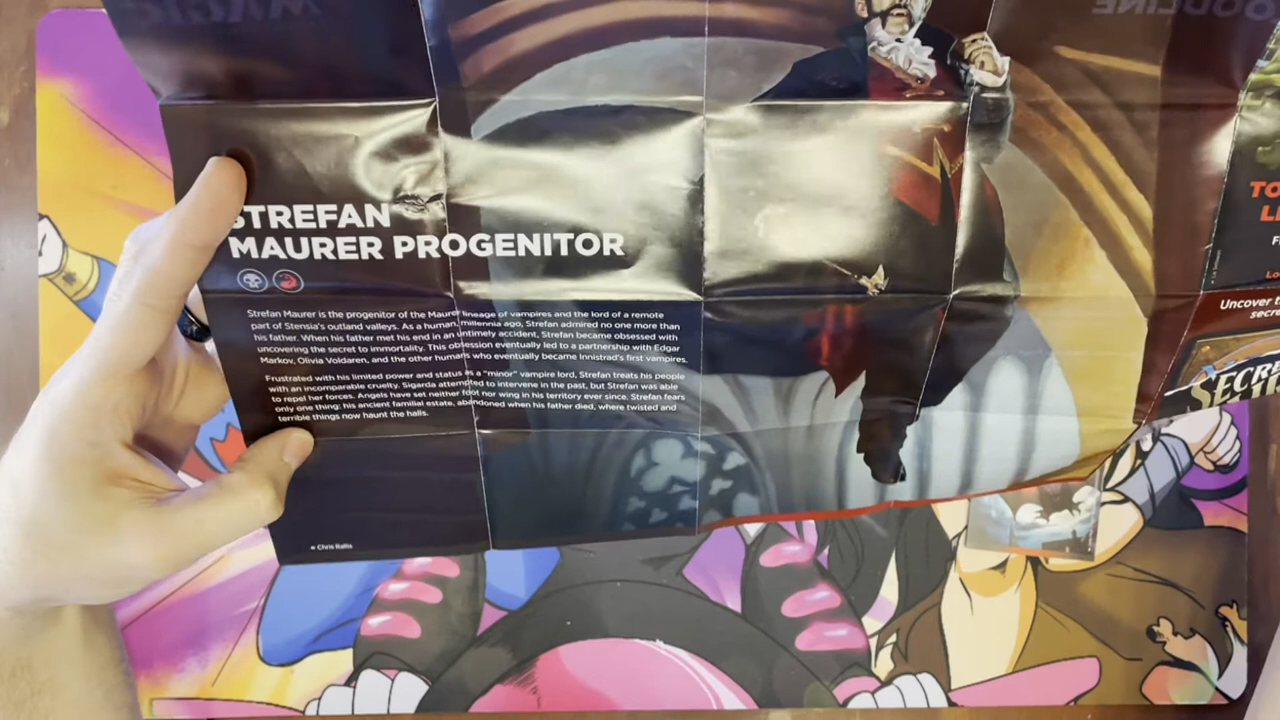 STREFAN
MAURER PROGENITOR
Strefan Maurer is the progenitor of the Maurer lineage of vampires and the lord of a remote
part of Stensia's outland valleys. As a human, millennia ago, Strefan admired no one more than
his father. When his father met his end in an untimely accident, Strefan became obsessed with
uncovering the secret to immortality. This obsession eventually led to a partnership with Edgar
Markov, Olivia Voldaren, and the other humans who eventually became Innistrad's first vampires.
Frustrated with his limited power and status as a "minor" vampire lord, Strefan treats his people
with an incomparable cruelty. Sigarda attempted to intervene in the past, but Strefan was able
to repel her forces. Angels have set neither foot nor wing in his territory ever since. Strefan fears
only one thing: his ancient familial estate, abandoned when his father died, where twisted and
terrible things now haunt the halls.
Chris Rallis
TO
Uncover